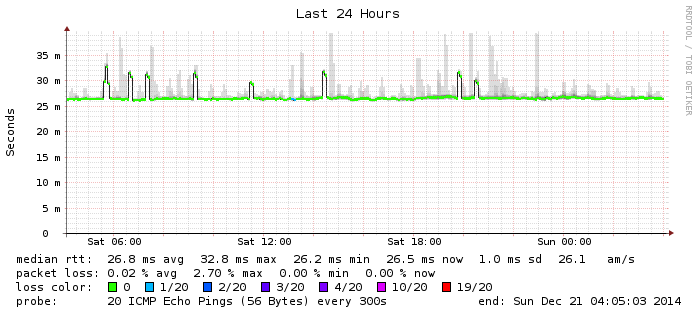 Last 24 Hours
RRDTOOL / TOBI OETIKER
Seconds
35 m
30 m
25 m
20 m
15 m
10 m
5 m
0
Sat 06:00 Sat 12:00 Sat 18:00 Sun 00:00
median rtt: 26.8 ms avg 32.8 ms max 26.2 ms min 26.5 ms now 1.0 ms sd 26.1 am/s
packet loss: 0.02 % avg 2.70 % max 0.00 % min 0.00 % now
loss color: 0 1/20 2/20 3/20 4/20 10/20 19/20
probe: 20 ICMP Echo Pings (56 Bytes) every 300s end: Sun Dec 21 04:05:03 2014